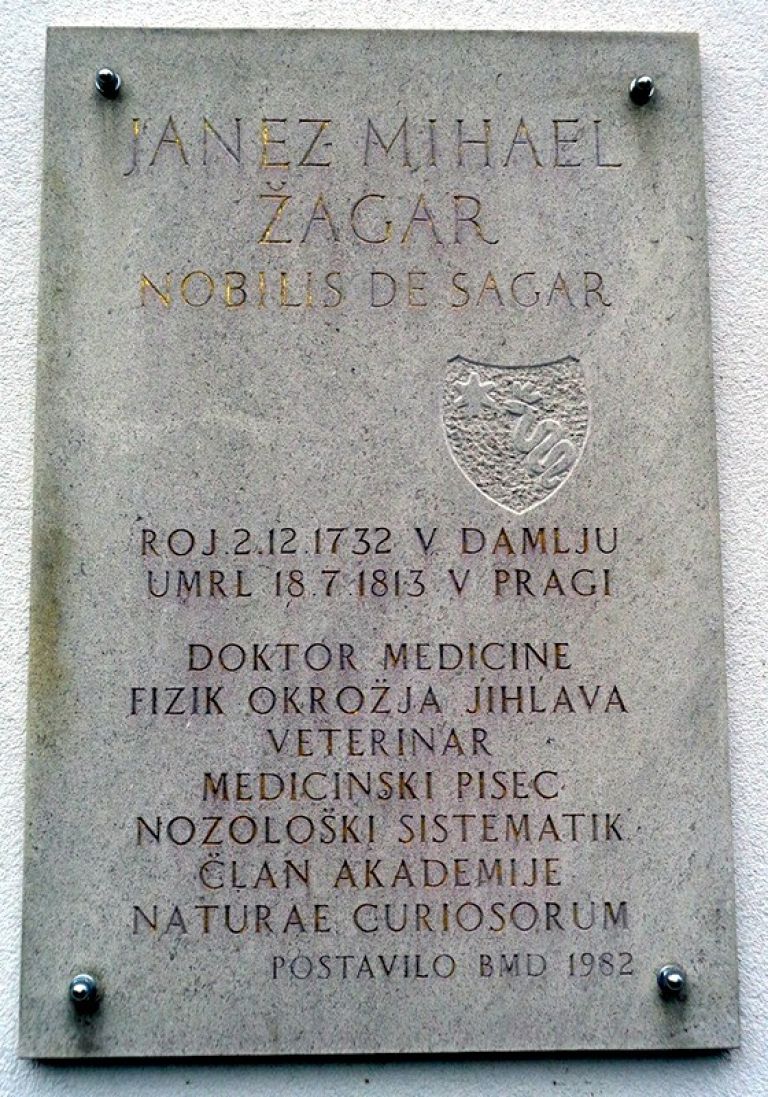 JANEZ MIHAEL
ŽAGAR
NOBILIS DE SAGAR
ROJ.2.12.1732 V DAMLJU
UMRL 18.7.1813 V PRAGI
DOKTOR MEDICINE
FIZIK OKROŽJA JIHLAVA
VETERINAR
MEDICINSKI PISEC
NOZOLOŠKI SISTEMATIK
ČLAN AKADEMIJE
NATURAE CURIOSORUM
POSTAVILO BMD 1982